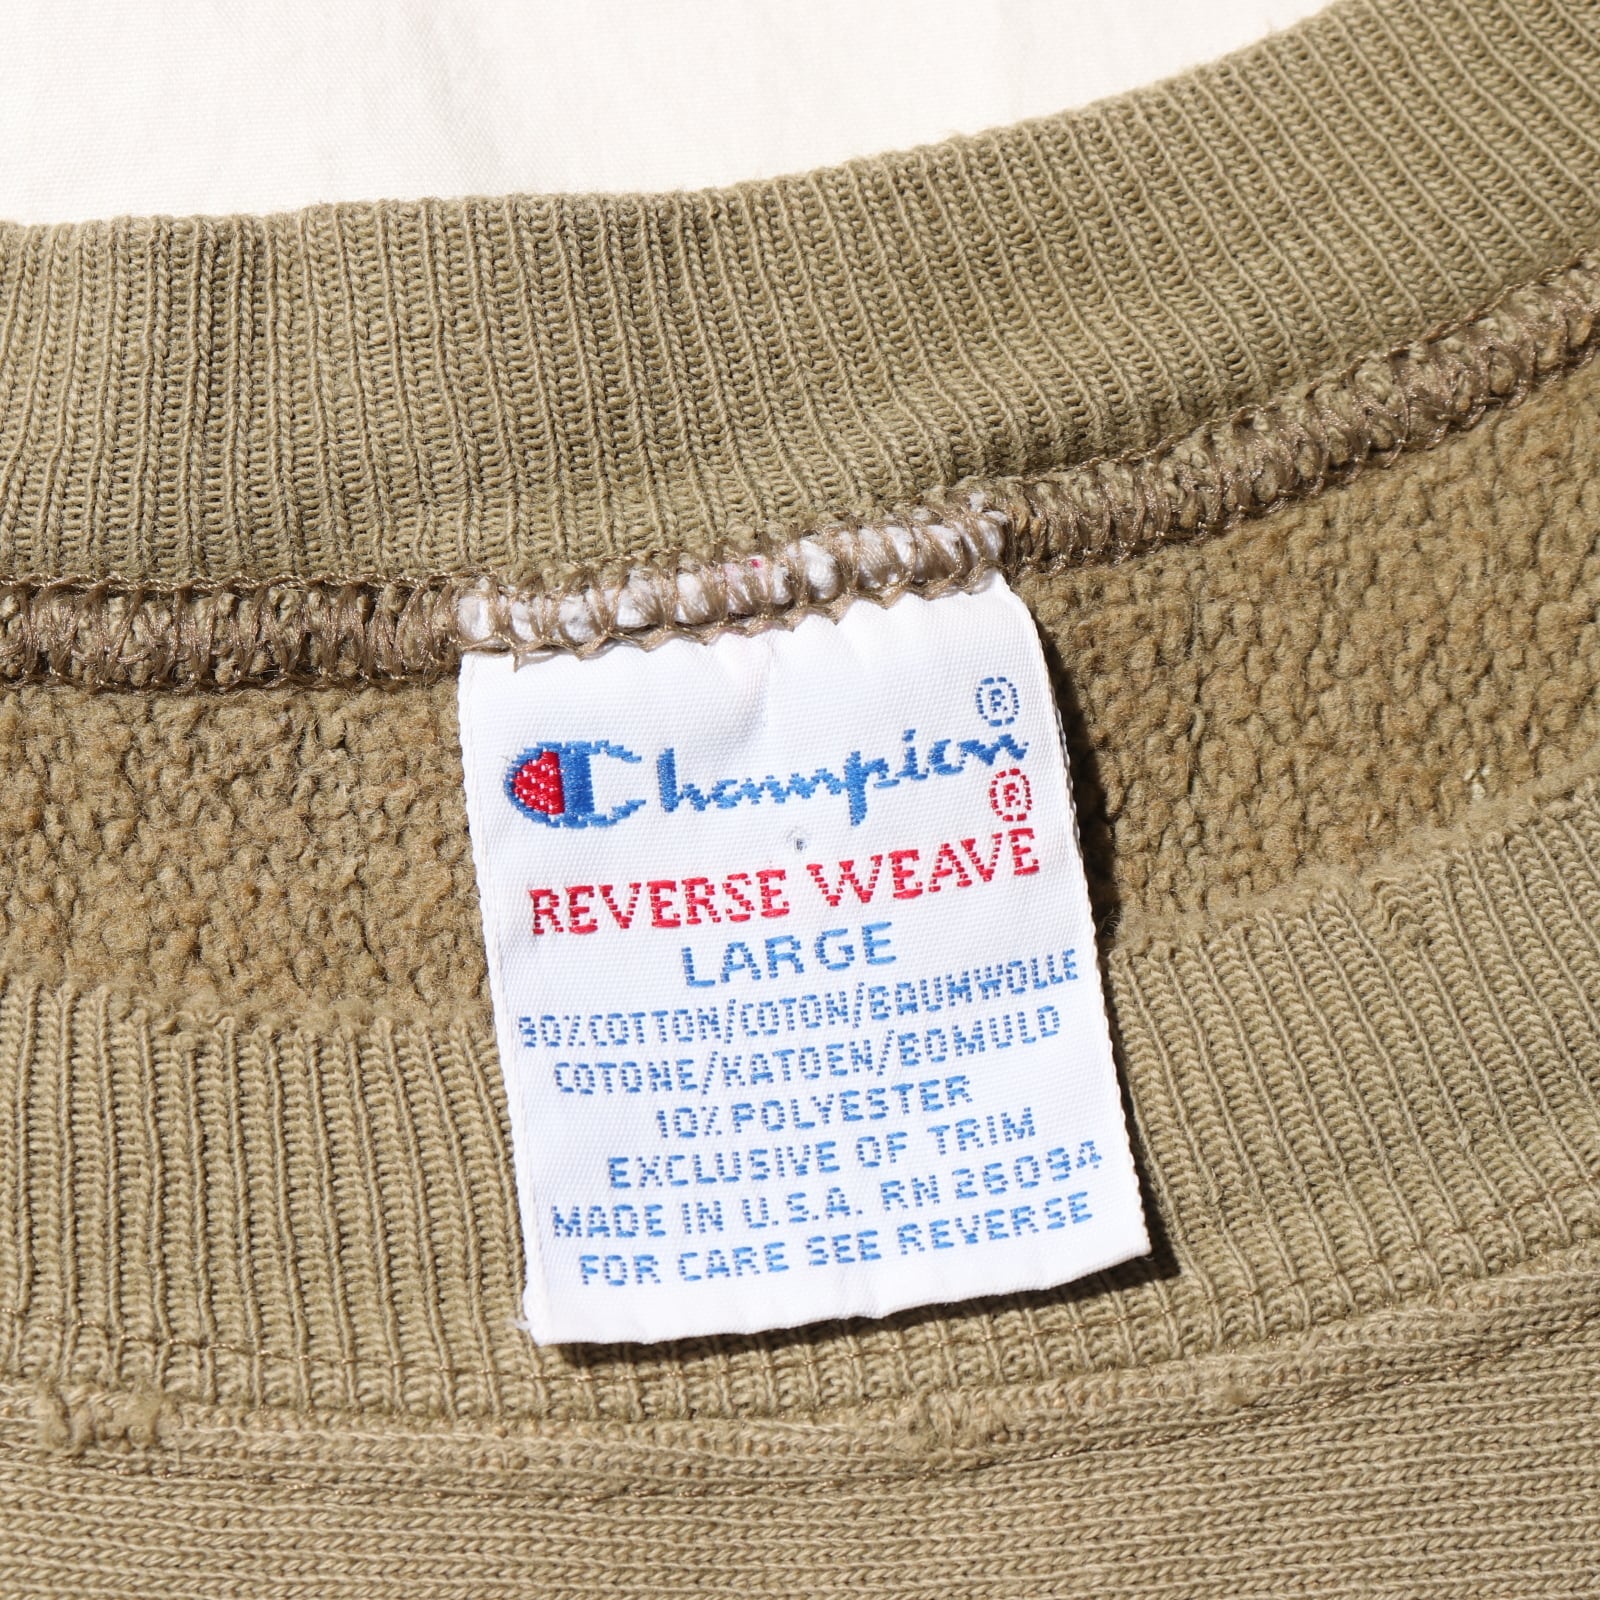 Champion®
REVERSE WEAVE®
LARGE
90%COTTON/COTON/BAUMWOLLE
COTONE/KATOEN/BOMULD
10%POLYESTER
EXCLUSIVE OF TRIM
MADE IN U.S.A. RN 26094
FOR CARE SEE REVERSE